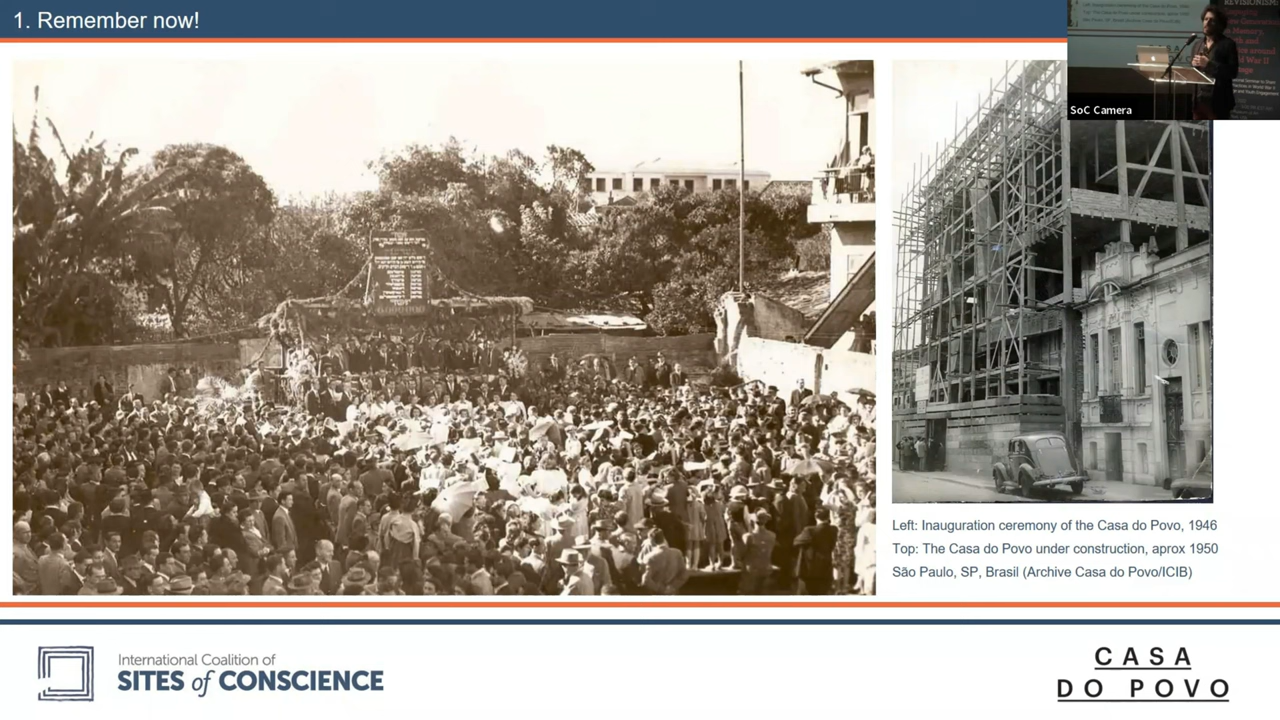 1. Remember now!
SoC Camera
REVISIONISM:
Left: Inauguration ceremony of the Casa do Povo, 1946
Top: The Casa do Povo under construction, aprox 1950
São Paulo, SP, Brasil (Archive Casa do Povo/ICIB)
International Coalition of
SITES of CONSCIENCE
CASA
DO POVO